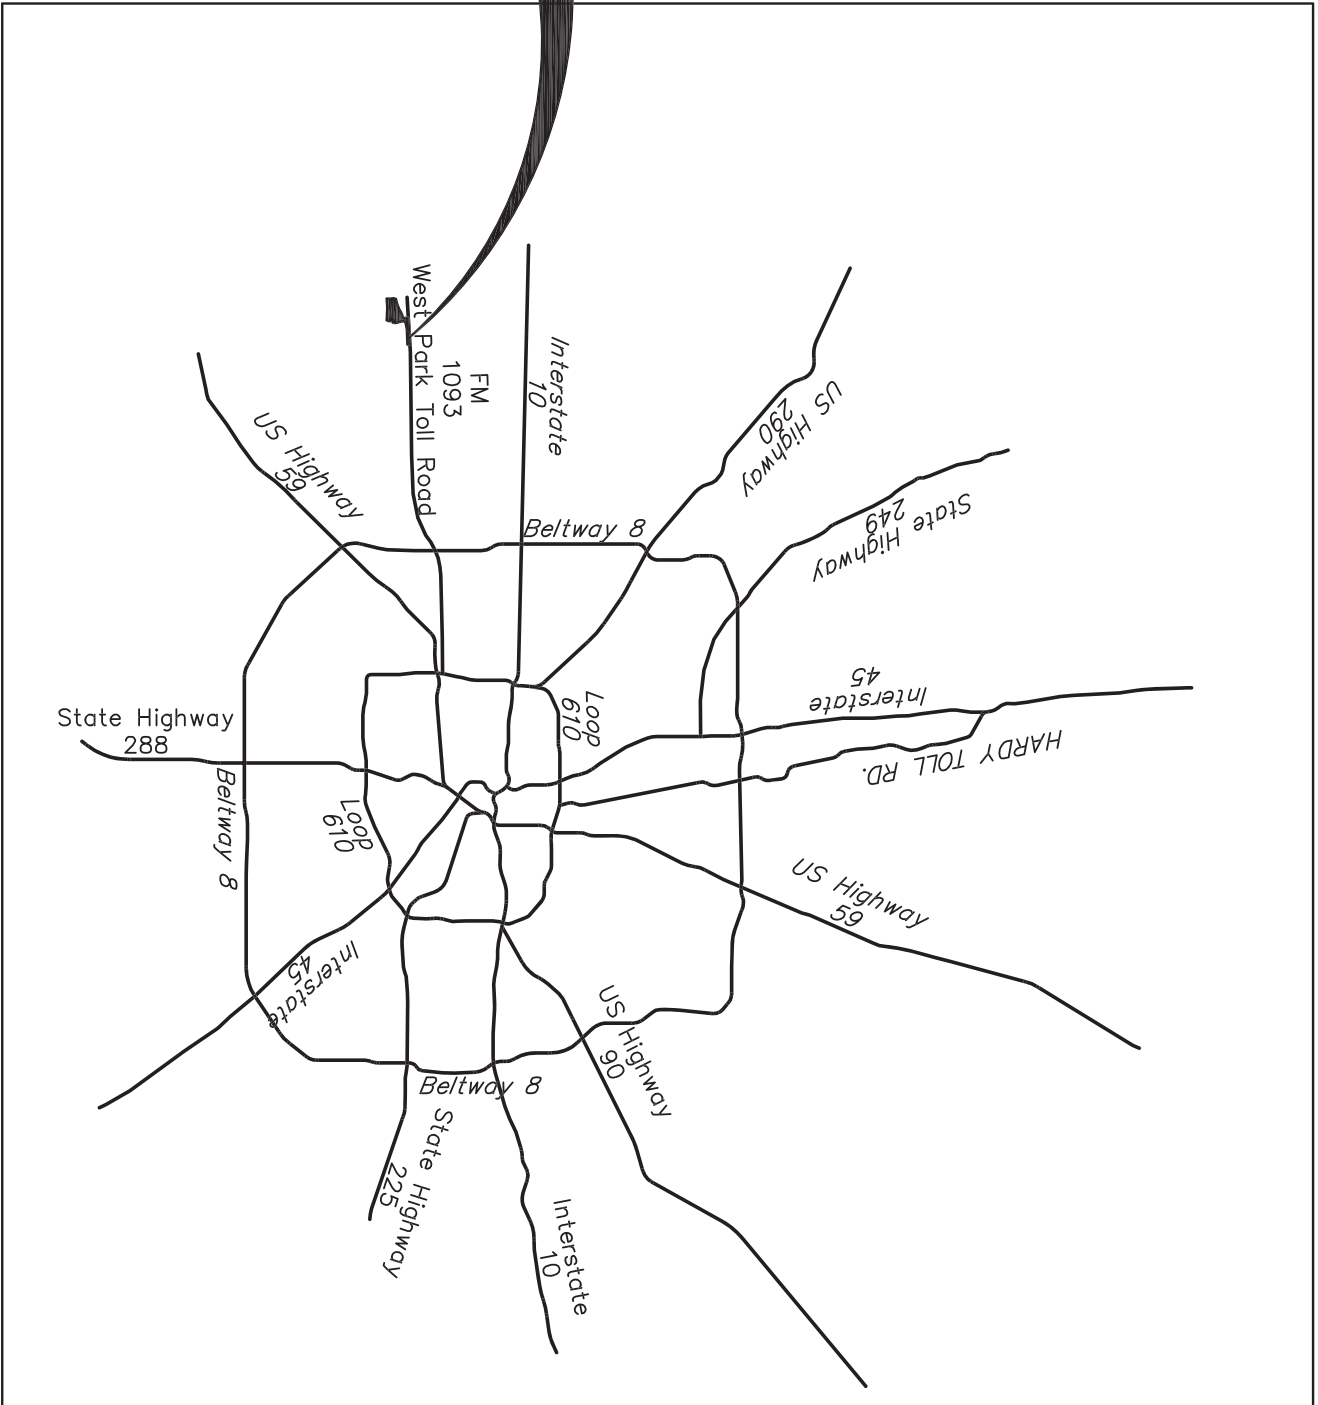 West Park Toll Road
FM
1093
Interstate
10
US Highway
290
US Highway
59
State Highway
249
Beltway 8
Interstate
45
Loop
610
State Highway
288
HARDY TOLL RD.
Beltway 8
Loop
610
US Highway
59
Interstate
45
US Highway
90
Beltway 8
State Highway
225
Interstate
10